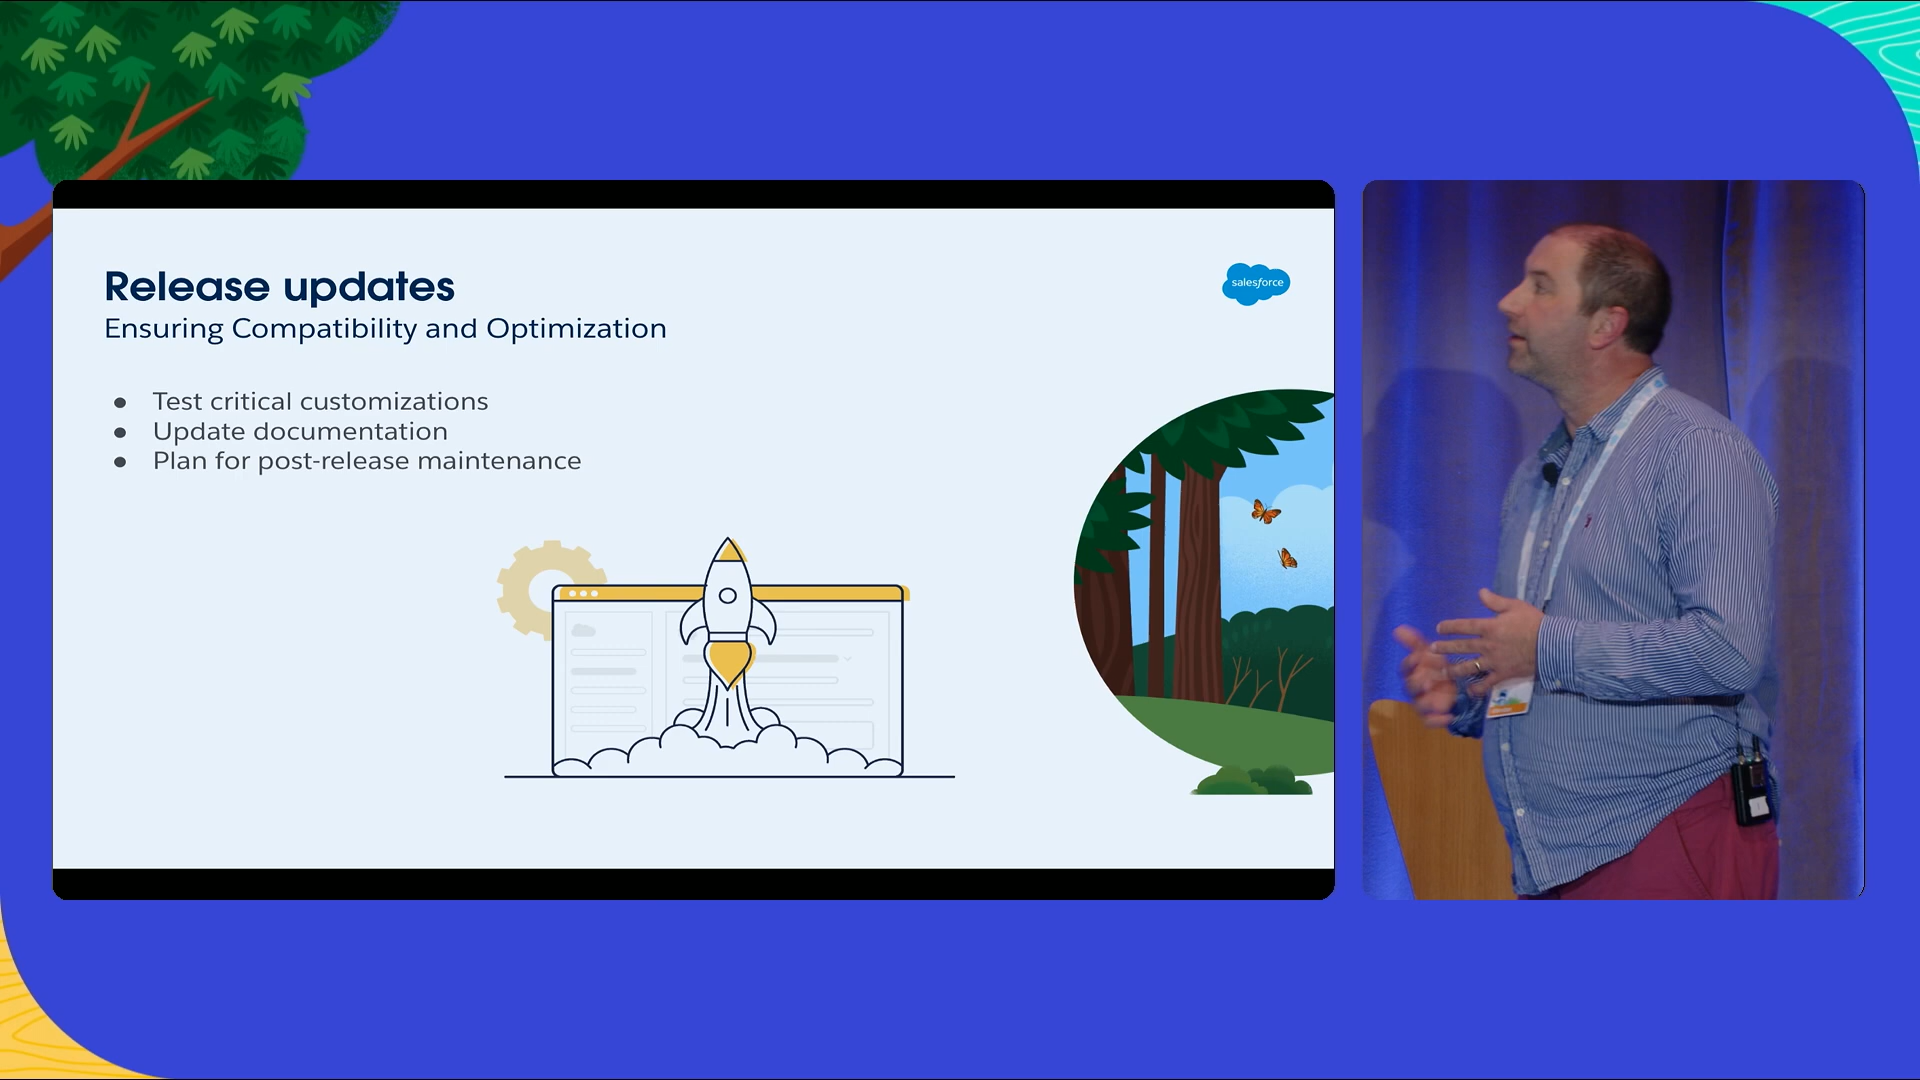 Release updates
salesforce
Ensuring Compatibility and Optimization
● Test critical customizations
● Update documentation
● Plan for post-release maintenance